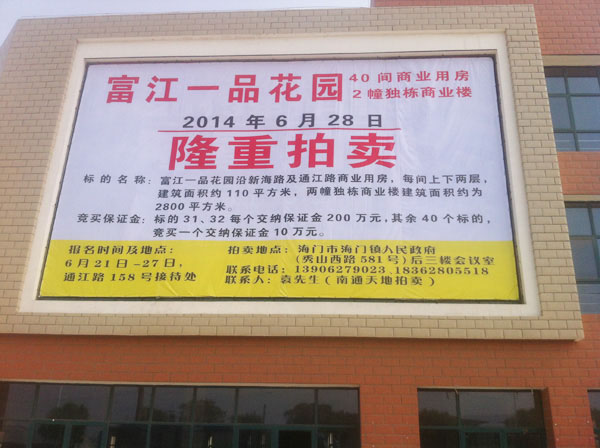 富江一品花园
40间商业用房
2幢独栋商业楼
2014年6月28日
隆重拍卖
标的名称：富江一品花园沿新海路及通江路商业用房，每间上下两层，
建筑面积约110平方米，两幢独栋商业楼建筑面积约为
2800平方米。
竞买保证金：标的31、32每个交纳保证金200万元，其余40个标的，
竞买一个交纳保证金10万元。
报名时间及地点：
6月21日-27日，
通江路158号接待处
拍卖地点：海门市海门镇人民政府
（秀山西路581号）后三楼会议室
联系电话：13906279023 18362805518
联系人：袁先生（南通天地拍卖）